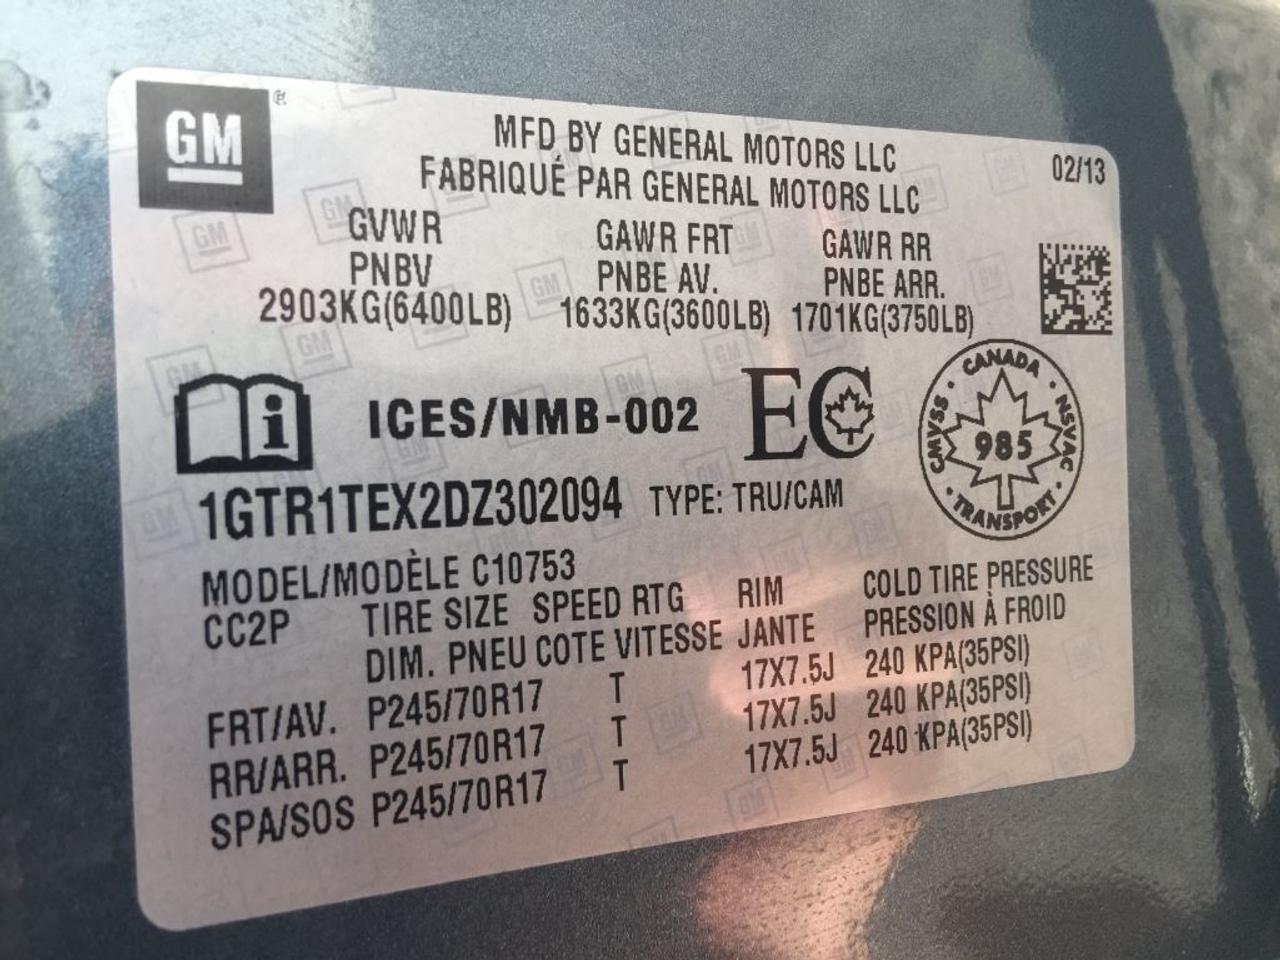 GM®
MFD BY GENERAL MOTORS LLC 02/13
FABRIQUÉ PAR GENERAL MOTORS LLC
GVWR GAWR FRT GAWR RR
PNBV PNBE AV. PNBE ARR.
2903KG(6400LB) 1633KG(3600LB) 1701KG(3750LB)
i ICES/NMB-002 EC
CANADA
CMVSS 985 NSVAC
TRANSPORT
1GTR1TEX2DZ302094 TYPE: TRU/CAM
MODEL/MODÈLE C10753
CC2P TIRE SIZE SPEED RTG RIM COLD TIRE PRESSURE
DIM. PNEU COTE VITESSE JANTE PRESSION À FROID
FRT/AV. P245/70R17 T 17X7.5J 240 KPA(35PSI)
RR/ARR. P245/70R17 T 17X7.5J 240 KPA(35PSI)
SPA/SOS P245/70R17 T 17X7.5J 240 KPA(35PSI)